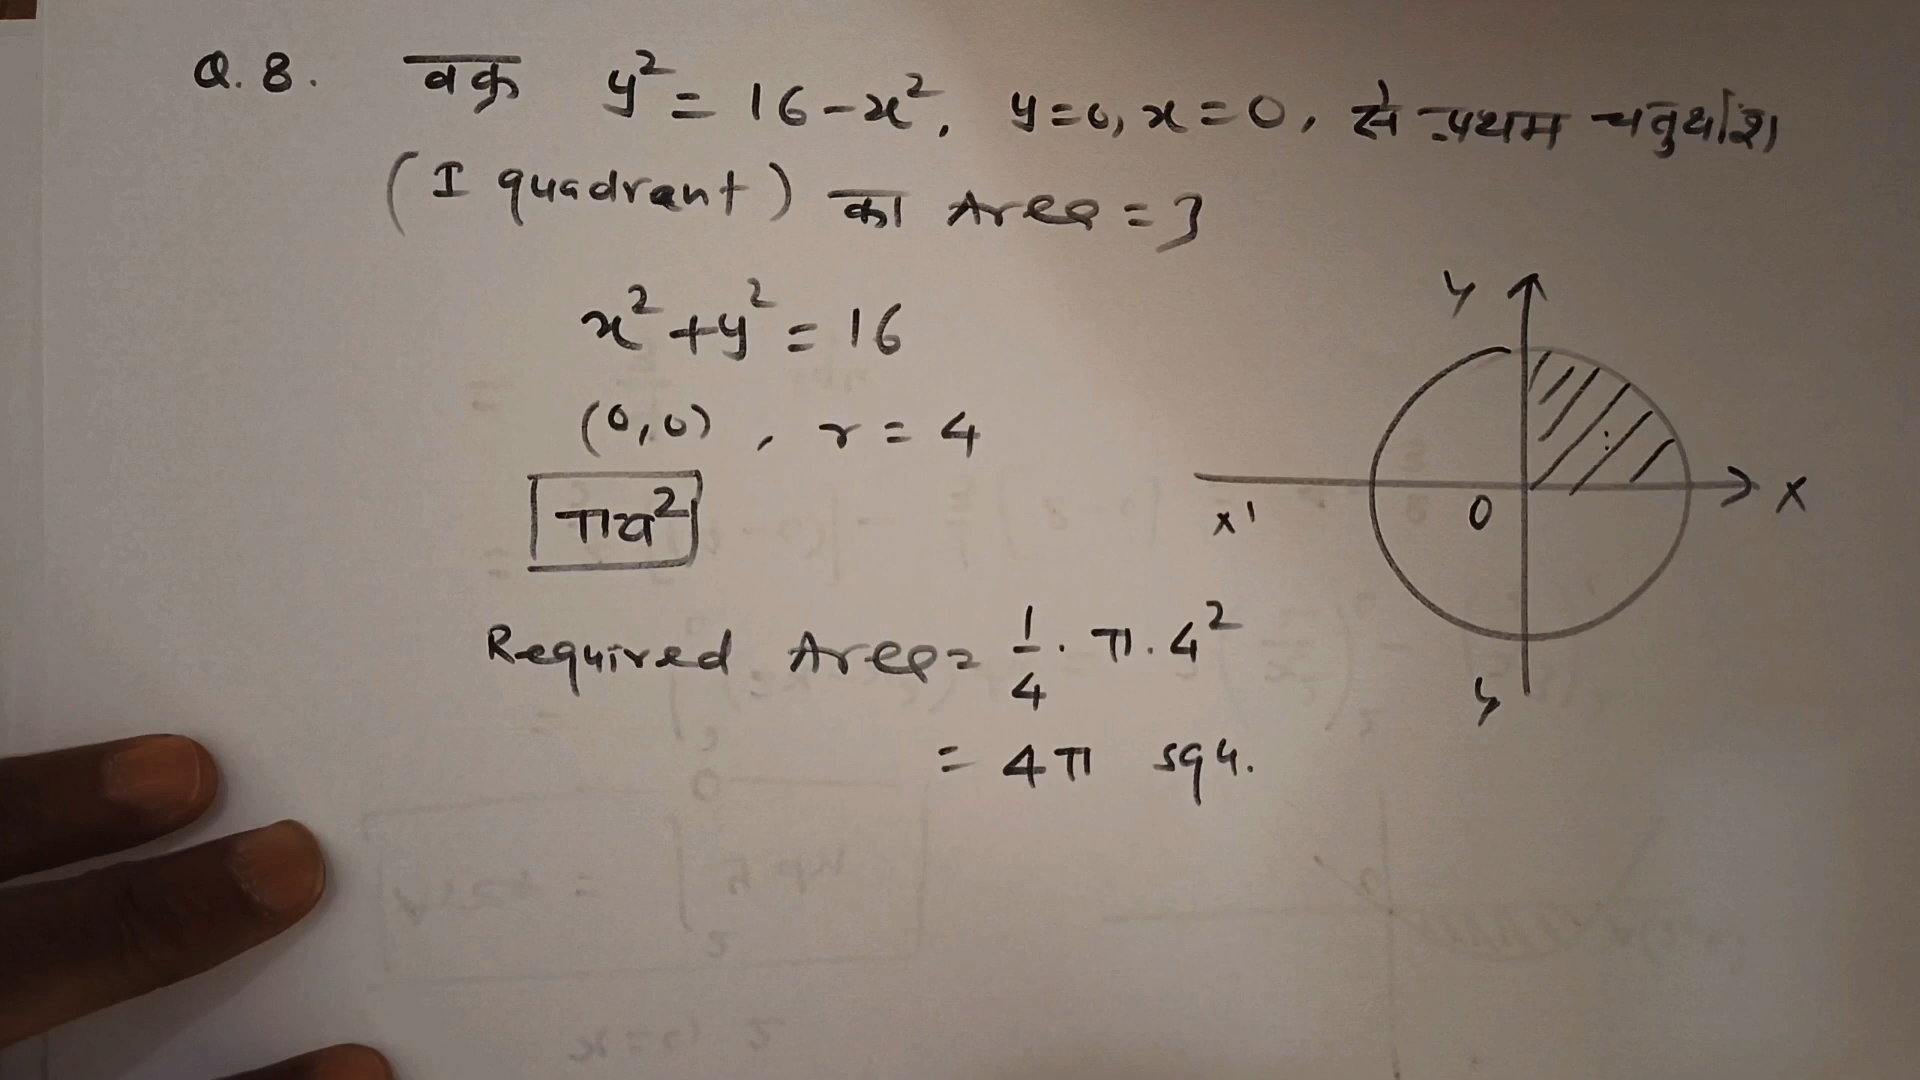 Q. 8. वक्र y² = 16-x², y=0, x=0, से प्रथम चतुर्थांश
(I quadrant) का Area = ?
x² + y² = 16
(0,0), r = 4
πa²
Required Area = 1/4 · π · 4²
= 4π squ.
y
x'
0
x
y